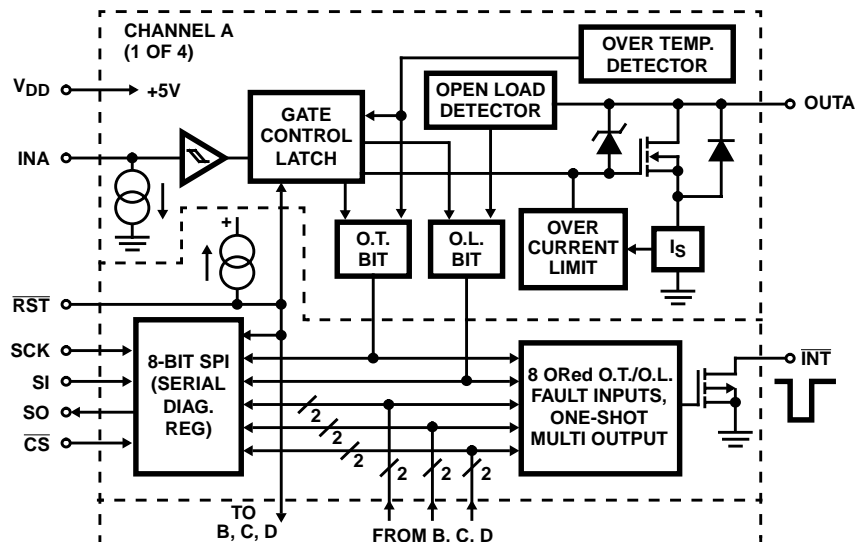 CHANNEL A
(1 OF 4)
OVER TEMP.
DETECTOR
VDD
+5V
OPEN LOAD
DETECTOR
OUTA
GATE
CONTROL
LATCH
INA
+
O.T.
BIT
O.L.
BIT
OVER
CURRENT
LIMIT
IS
RST
SCK
SI
SO
CS
8-BIT SPI
(SERIAL
DIAG.
REG)
8 ORed O.T./O.L.
FAULT INPUTS,
ONE-SHOT
MULTI OUTPUT
INT
2
2
2
2
2
2
TO
B, C, D
FROM B, C, D